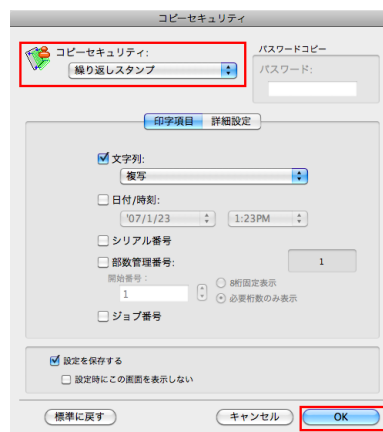 コピーセキュリティ
コピーセキュリティ:
繰り返しスタンプ
パスワードコピー
パスワード:
印字項目 詳細設定
文字列:
複写
日付/時刻:
'07/1/23 1:23PM
シリアル番号
部数管理番号: 1
開始番号:
1
8桁固定表示
必要桁数のみ表示
ジョブ番号
設定を保存する
設定時にこの画面を表示しない
標準に戻す キャンセル OK